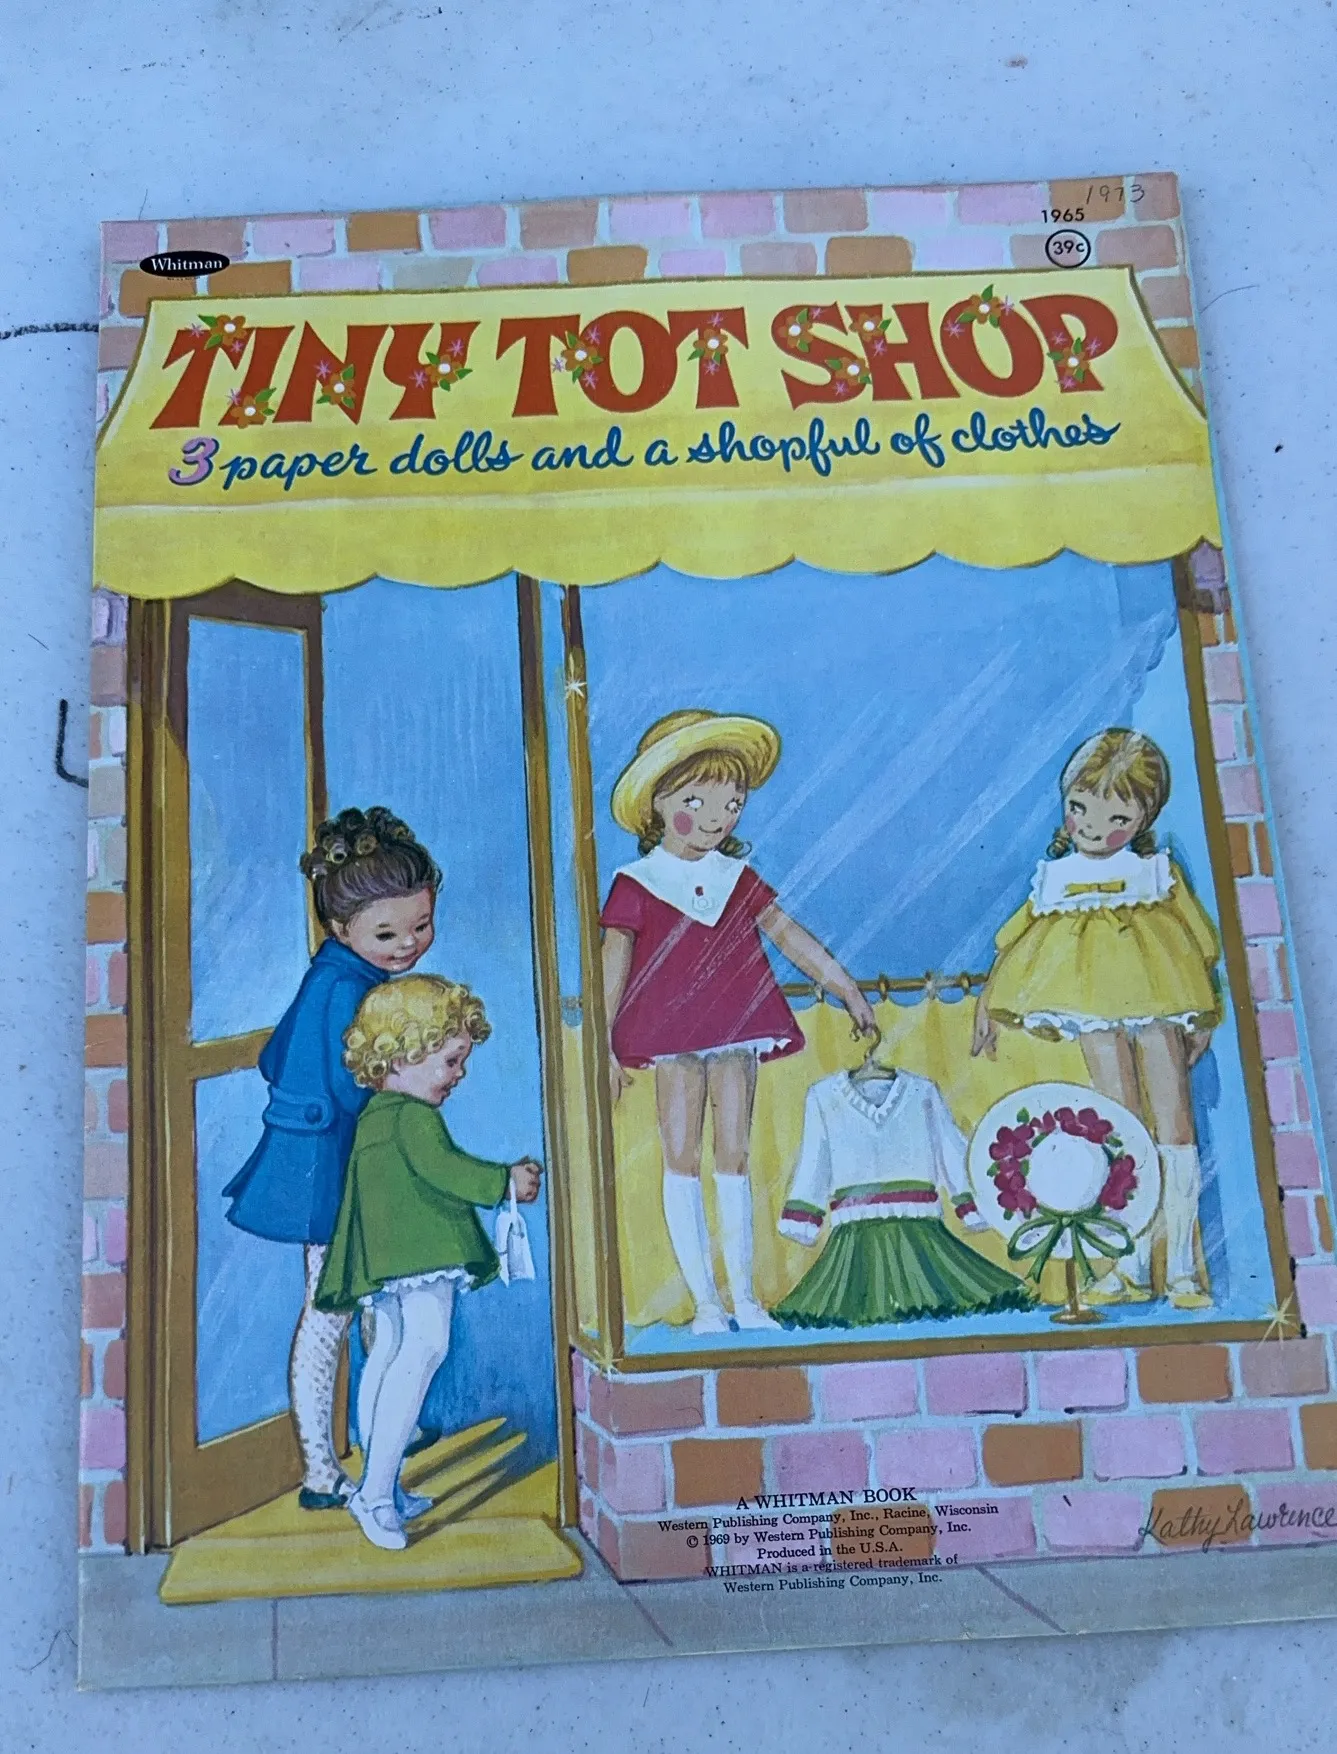 1973
1965
39c
Whitman
TINY TOT SHOP
3 paper dolls and a shopful of clothes
A WHITMAN BOOK
Western Publishing Company, Inc., Racine, Wisconsin
© 1969 by Western Publishing Company, Inc.
Produced in the U.S.A.
WHITMAN is a registered trademark of
Western Publishing Company, Inc.
Kathy Lawrence